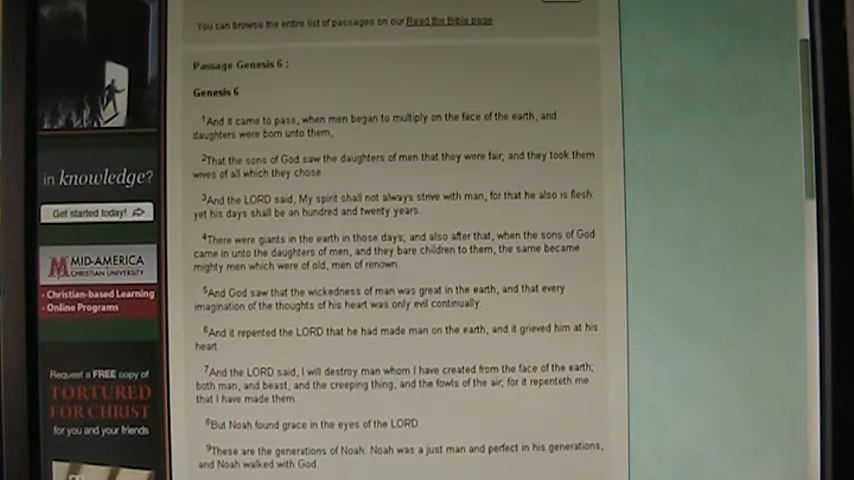 You can browse the entire list of passages on our Read the Bible page
Passage Genesis 6 :
Genesis 6
1And it came to pass, when men began to multiply on the face of the earth, and
daughters were born unto them,
2That the sons of God saw the daughters of men that they were fair; and they took them
wives of all which they chose.
3And the LORD said, My spirit shall not always strive with man, for that he also is flesh:
yet his days shall be an hundred and twenty years.
4There were giants in the earth in those days; and also after that, when the sons of God
came in unto the daughters of men, and they bare children to them, the same became
mighty men which were of old, men of renown.
5And God saw that the wickedness of man was great in the earth, and that every
imagination of the thoughts of his heart was only evil continually.
6And it repented the LORD that he had made man on the earth, and it grieved him at his
heart.
7And the LORD said, I will destroy man whom I have created from the face of the earth;
both man, and beast, and the creeping thing, and the fowls of the air; for it repenteth me
that I have made them.
8But Noah found grace in the eyes of the LORD.
9These are the generations of Noah: Noah was a just man and perfect in his generations,
and Noah walked with God.
in knowledge?
Get started today!
MID-AMERICA
CHRISTIAN UNIVERSITY
• Christian-based Learning
• Online Programs
Request a FREE copy of
TORTURED
FOR CHRIST
for you and your friends